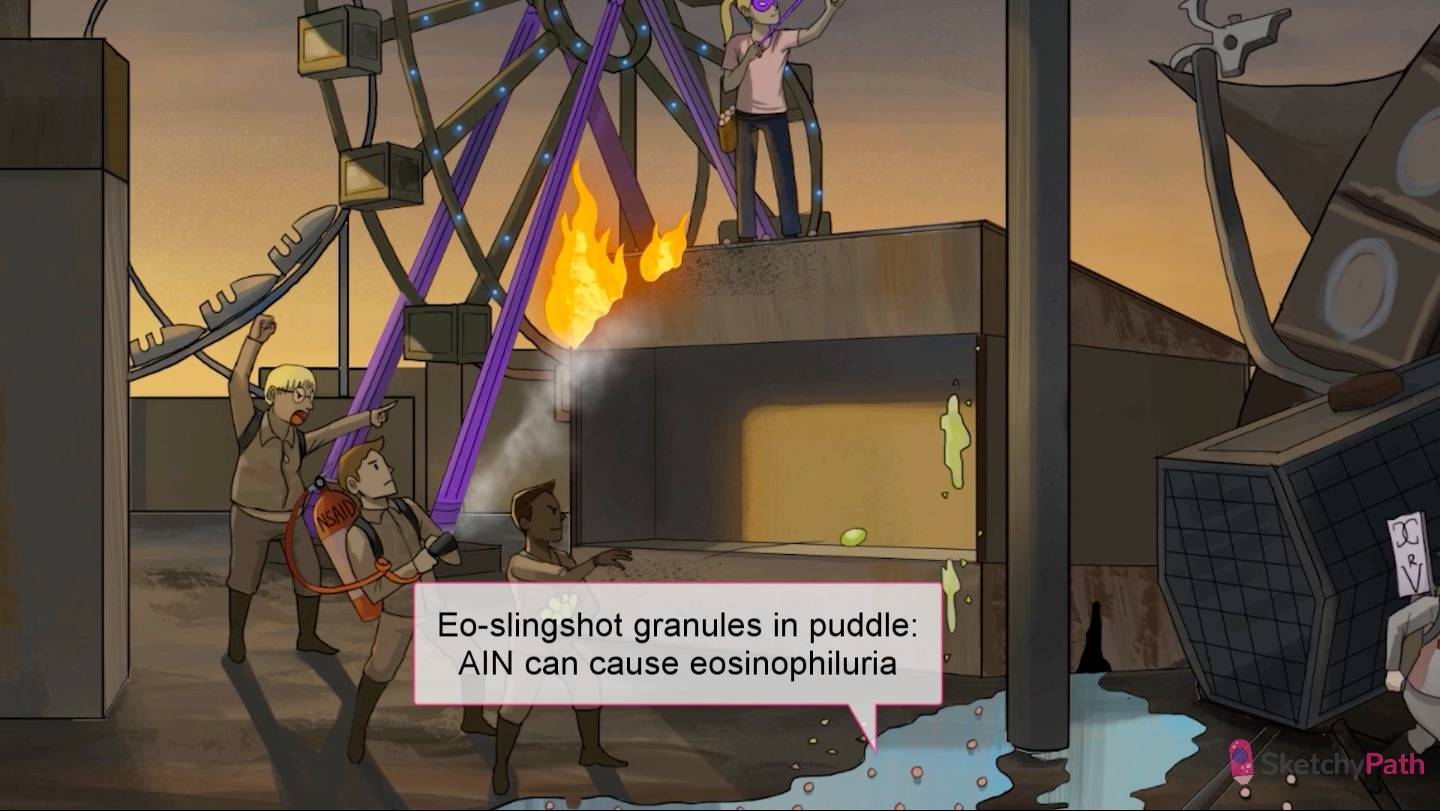 NSAID
Eo-slingshot granules in puddle:
AIN can cause eosinophiluria
R
V
SketchyPath